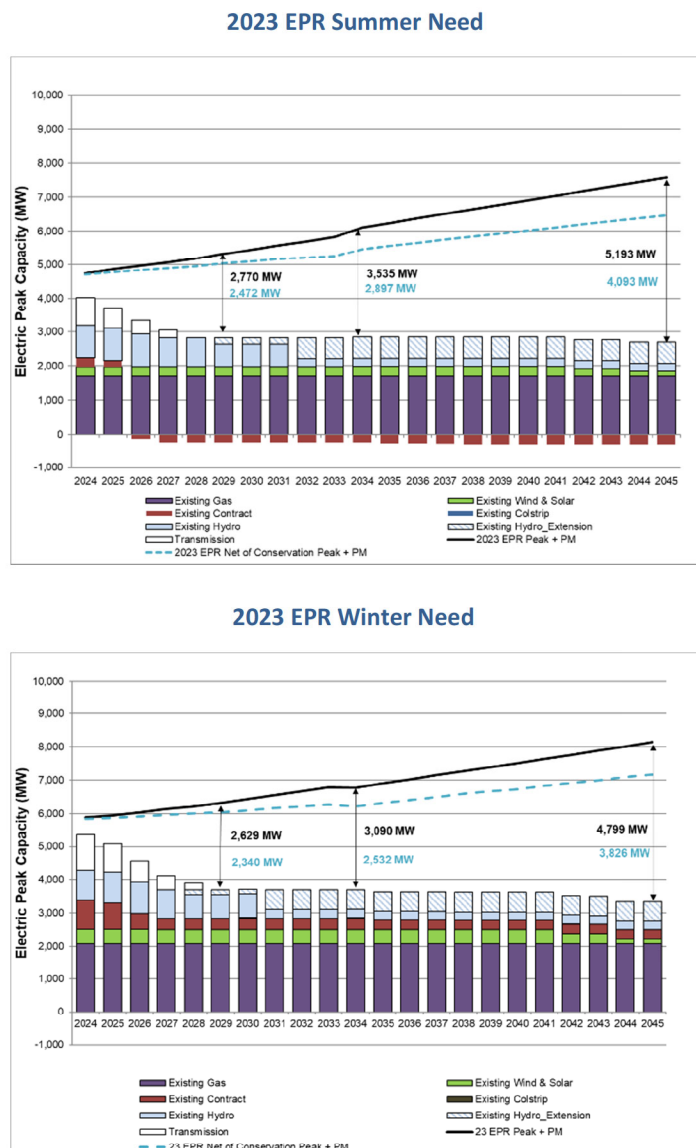 2023 EPR Summer Need
Electric Peak Capacity (MW)
10,000
9,000
8,000
7,000
6,000
5,000
4,000
3,000
2,000
1,000
0
-1,000
2,770 MW
2,472 MW
3,535 MW
2,897 MW
5,193 MW
4,093 MW
2024 2025 2026 2027 2028 2029 2030 2031 2032 2033 2034 2035 2036 2037 2038 2039 2040 2041 2042 2043 2044 2045
Existing Gas Existing Wind & Solar
Existing Contract Existing Colstrip
Existing Hydro Existing Hydro_Extension
Transmission 2023 EPR Peak + PM
2023 EPR Net of Conservation Peak + PM
2023 EPR Winter Need
Electric Peak Capacity (MW)
10,000
9,000
8,000
7,000
6,000
5,000
4,000
3,000
2,000
1,000
0
-1,000
2,629 MW
2,340 MW
3,090 MW
2,532 MW
4,799 MW
3,826 MW
2024 2025 2026 2027 2028 2029 2030 2031 2032 2033 2034 2035 2036 2037 2038 2039 2040 2041 2042 2043 2044 2045
Existing Gas Existing Wind & Solar
Existing Contract Existing Colstrip
Existing Hydro Existing Hydro_Extension
Transmission 23 EPR Peak + PM
23 EPR Net of Conservation Peak + PM